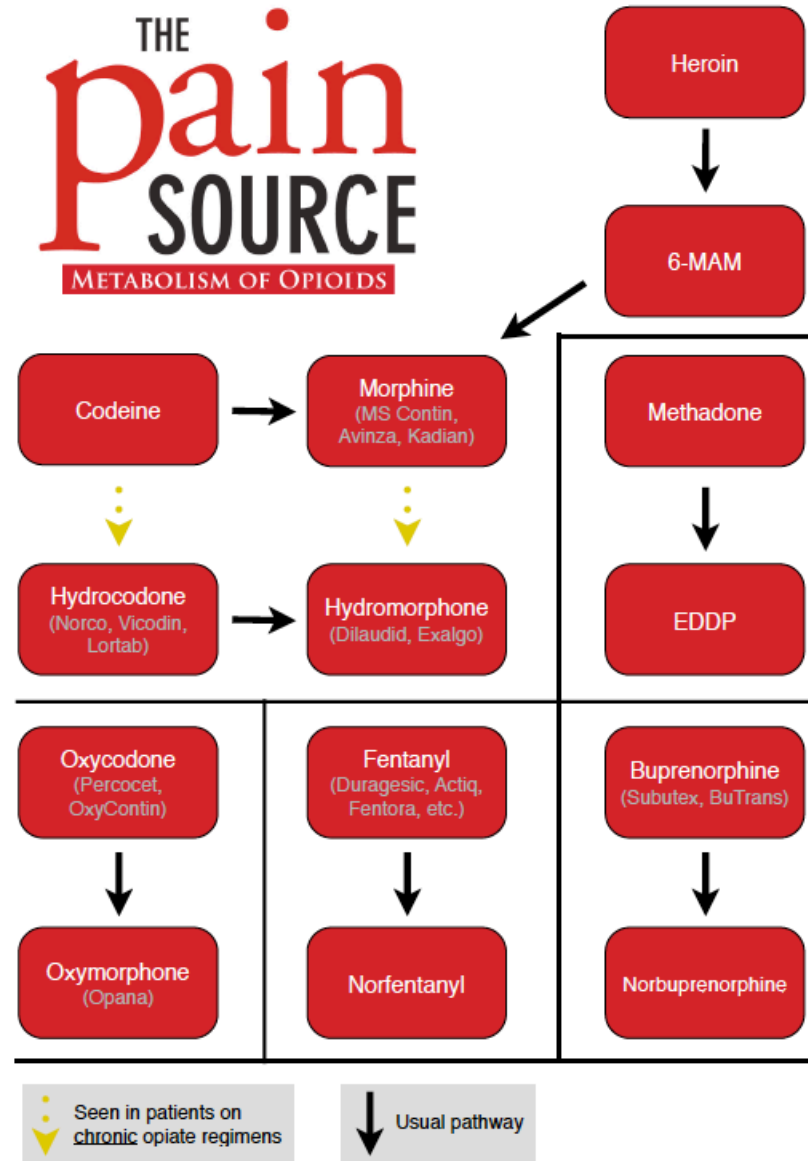 THE
pain
SOURCE
METABOLISM OF OPIOIDS
Heroin
6-MAM
Codeine
Morphine
(MS Contin,
Avinza, Kadian)
Methadone
Hydrocodone
(Norco, Vicodin,
Lortab)
Hydromorphone
(Dilaudid, Exalgo)
EDDP
Oxycodone
(Percocet,
OxyContin)
Fentanyl
(Duragesic, Actiq,
Fentora, etc.)
Buprenorphine
(Subutex, BuTrans)
Oxymorphone
(Opana)
Norfentanyl
Norbuprenorphine
Seen in patients on
chronic opiate regimens
Usual pathway